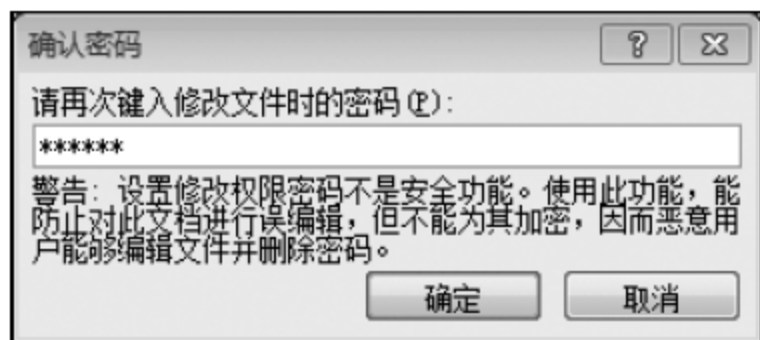 确认密码
请再次键入修改文件时的密码(P):
******
警告: 设置修改权限密码不是安全功能。使用此功能，能
防止对此文档进行误编辑，但不能为其加密，因而恶意用
户能够编辑文件并删除密码。
确定 取消